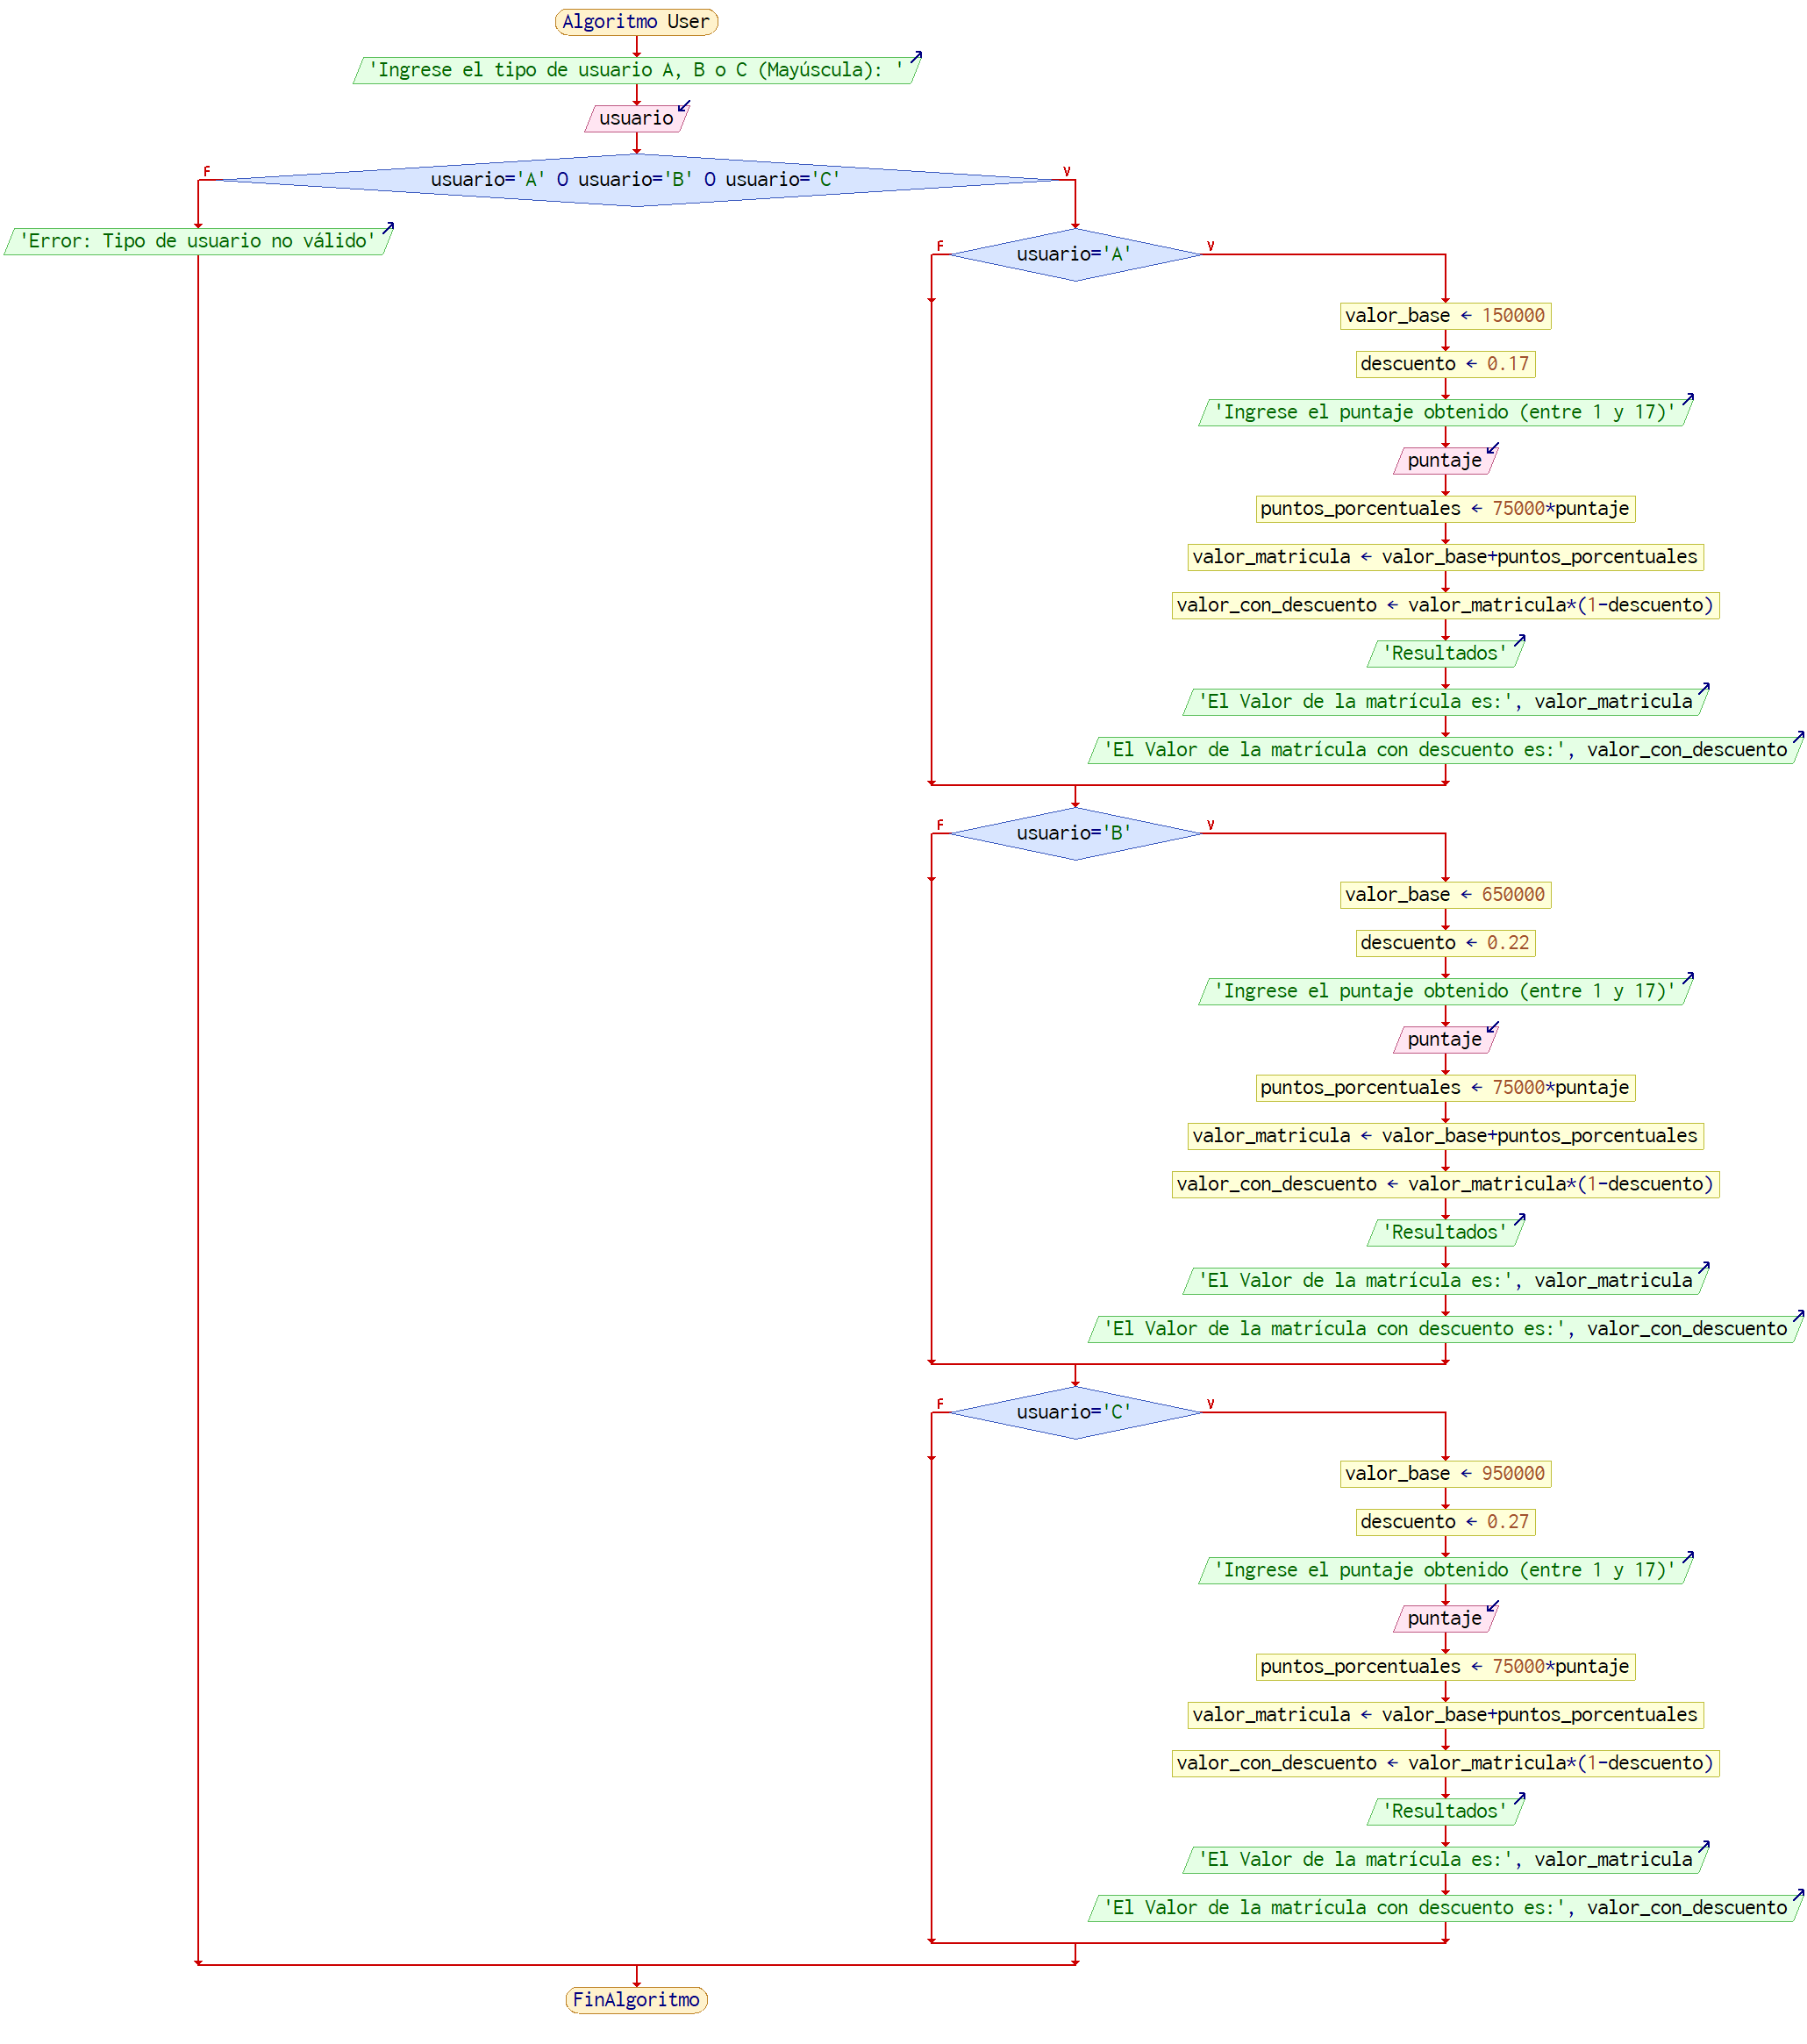 Algoritmo User
'Ingrese el tipo de usuario A, B o C (Mayúscula): '
usuario
F
usuario='A' O usuario='B' O usuario='C'
V
'Error: Tipo de usuario no válido'
F
usuario='A'
V
valor_base ← 150000
descuento ← 0.17
'Ingrese el puntaje obtenido (entre 1 y 17)'
puntaje
puntos_porcentuales ← 75000*puntaje
valor_matricula ← valor_base+puntos_porcentuales
valor_con_descuento ← valor_matricula*(1-descuento)
'Resultados'
'El Valor de la matrícula es:', valor_matricula
'El Valor de la matrícula con descuento es:', valor_con_descuento
F
usuario='B'
V
valor_base ← 650000
descuento ← 0.22
'Ingrese el puntaje obtenido (entre 1 y 17)'
puntaje
puntos_porcentuales ← 75000*puntaje
valor_matricula ← valor_base+puntos_porcentuales
valor_con_descuento ← valor_matricula*(1-descuento)
'Resultados'
'El Valor de la matrícula es:', valor_matricula
'El Valor de la matrícula con descuento es:', valor_con_descuento
F
usuario='C'
V
valor_base ← 950000
descuento ← 0.27
'Ingrese el puntaje obtenido (entre 1 y 17)'
puntaje
puntos_porcentuales ← 75000*puntaje
valor_matricula ← valor_base+puntos_porcentuales
valor_con_descuento ← valor_matricula*(1-descuento)
'Resultados'
'El Valor de la matrícula es:', valor_matricula
'El Valor de la matrícula con descuento es:', valor_con_descuento
FinAlgoritmo